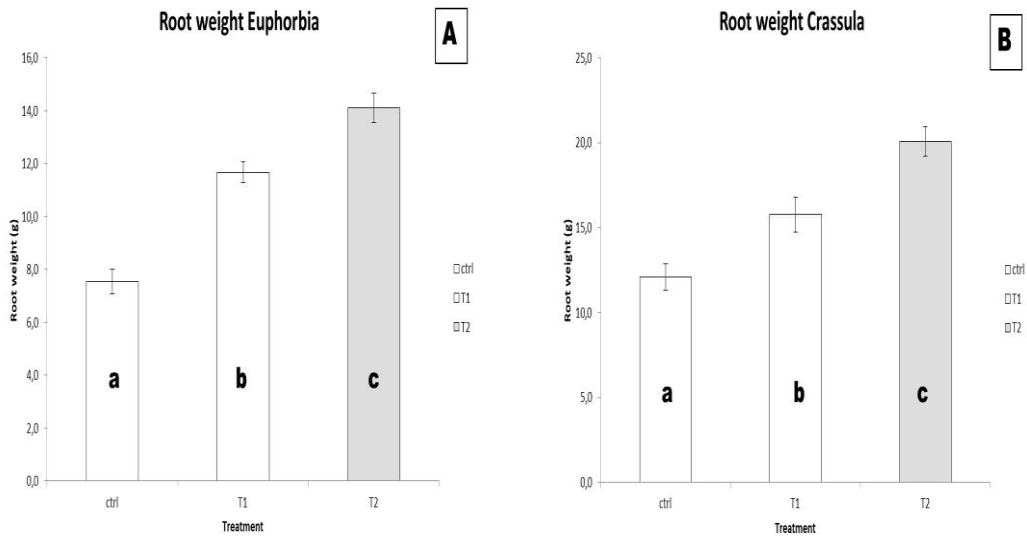 Root weight Euphorbia
A
16,0
14,0
12,0
10,0
8,0
6,0
4,0
2,0
0,0
Root weight (g)
a
b
c
ctrl
T1
T2
Treatment
ctrl
T1
T2
Root weight Crassula
B
25,0
20,0
15,0
10,0
5,0
0,0
Root weight (g)
a
b
c
ctrl
T1
T2
Treatment
ctrl
T1
T2